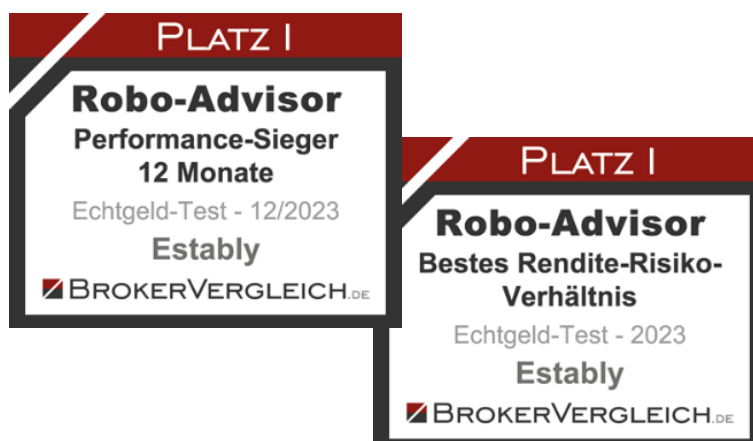 PLATZ I
Robo-Advisor
Performance-Sieger
12 Monate
Echtgeld-Test - 12/2023
Estably
BROKERVERGLEICH.DE
PLATZ I
Robo-Advisor
Bestes Rendite-Risiko-
Verhältnis
Echtgeld-Test - 2023
Estably
BROKERVERGLEICH.DE